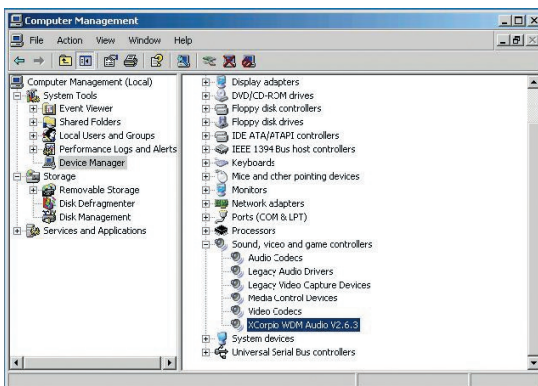 Computer Management
File Action View Window Help
Computer Management (Local)
System Tools
Event Viewer
Shared Folders
Local Users and Groups
Performance Logs and Alerts
Device Manager
Storage
Removable Storage
Disk Defragmenter
Disk Management
Services and Applications
Display adapters
DVD/CD-ROM drives
Floppy disk controllers
Floppy disk drives
IDE ATA/ATAPI controllers
IEEE 1394 Bus host controllers
Keyboards
Mice and other pointing devices
Monitors
Network adapters
Ports (COM & LPT)
Processors
Sound, video and game controllers
Audio Codecs
Legacy Audio Drivers
Legacy Video Capture Devices
Media Control Devices
Video Codecs
XCorpio WDM Audio V2.6.3
System devices
Universal Serial Bus controllers